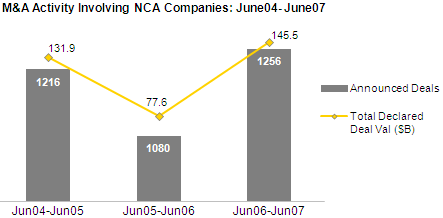 M&A Activity Involving NCA Companies: June04- June07
131.9
77.6
145.5
1216
1080
1256
Announced Deals
Total Declared
Deal Val ($B)
Jun04-Jun05
Jun05-Jun06
Jun06-Jun07